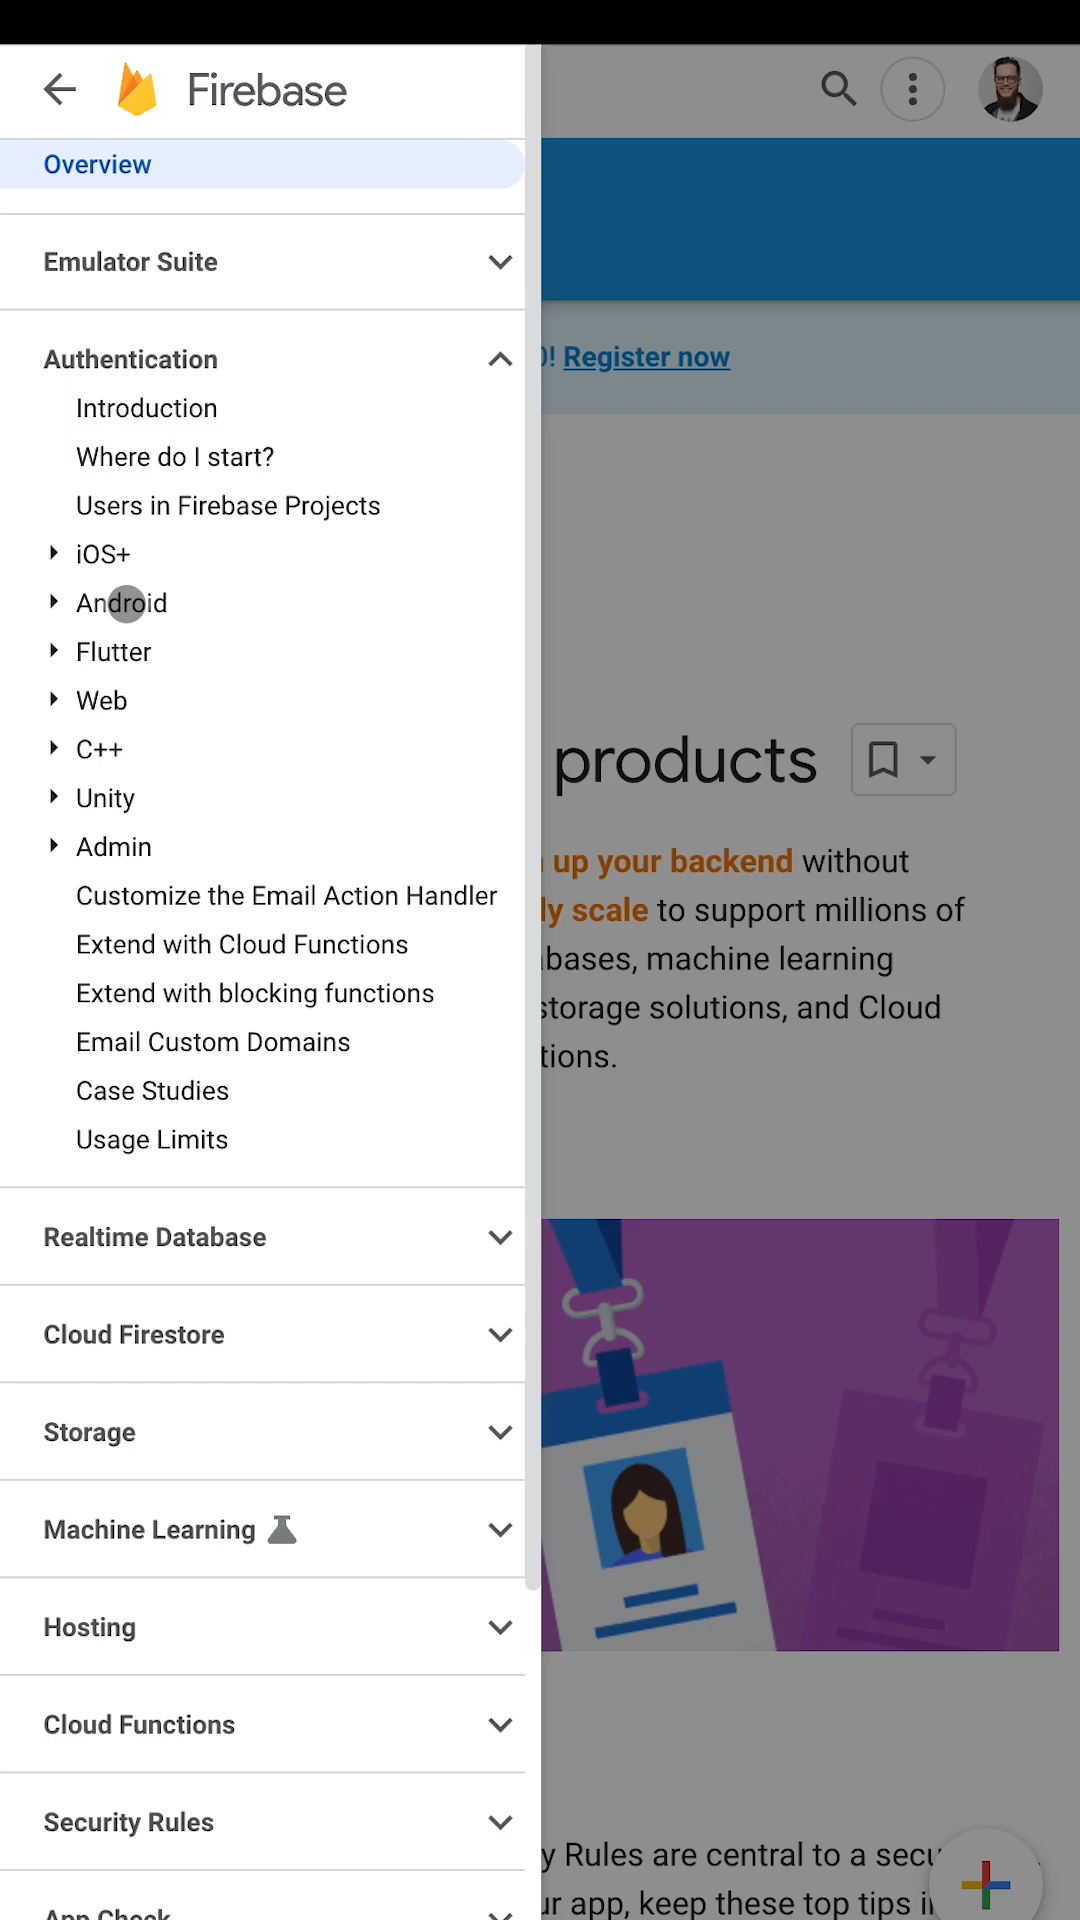 Firebase
Overview
Emulator Suite
Authentication
! Register now
Introduction
Where do I start?
Users in Firebase Projects
iOS+
Android
Flutter
Web
products
C++
Unity
Admin
up your backend without
Customize the Email Action Handler
ly scale to support millions of
Extend with Cloud Functions
bases, machine learning
Extend with blocking functions
storage solutions, and Cloud
Email Custom Domains
tions.
Case Studies
Usage Limits
Realtime Database
Cloud Firestore
Storage
Machine Learning
Hosting
Cloud Functions
Security Rules
y Rules are central to a secu
ur app, keep these top tips i
App Check